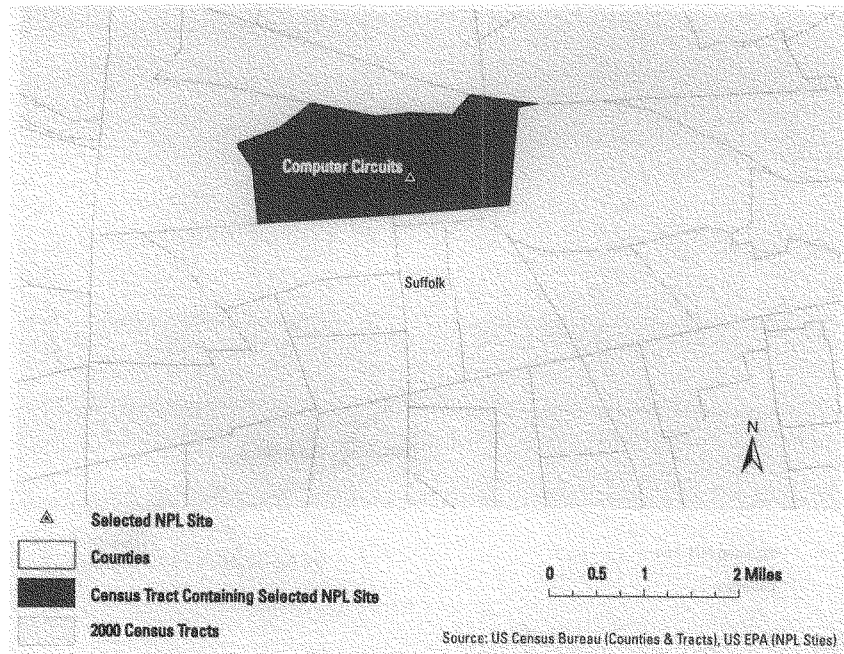 Computer Circuits
Suffolk
N
Selected NPL Site
Counties
Census Tract Containing Selected NPL Site
2000 Census Tracts
0 0.5 1 2 Miles
Source: US Census Bureau (Counties & Tracts), US EPA (NPL Sties)